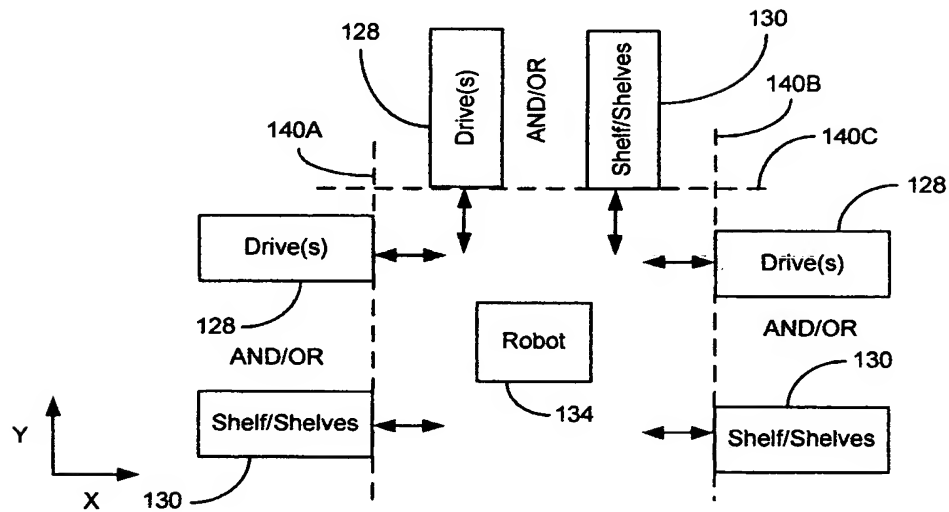 130
128
Drive(s)
AND/OR
Shelf/Shelves
140B
140A
140C
128
Drive(s)
Drive(s)
128
Robot
AND/OR
AND/OR
130
134
Shelf/Shelves
Shelf/Shelves
Y
X
130